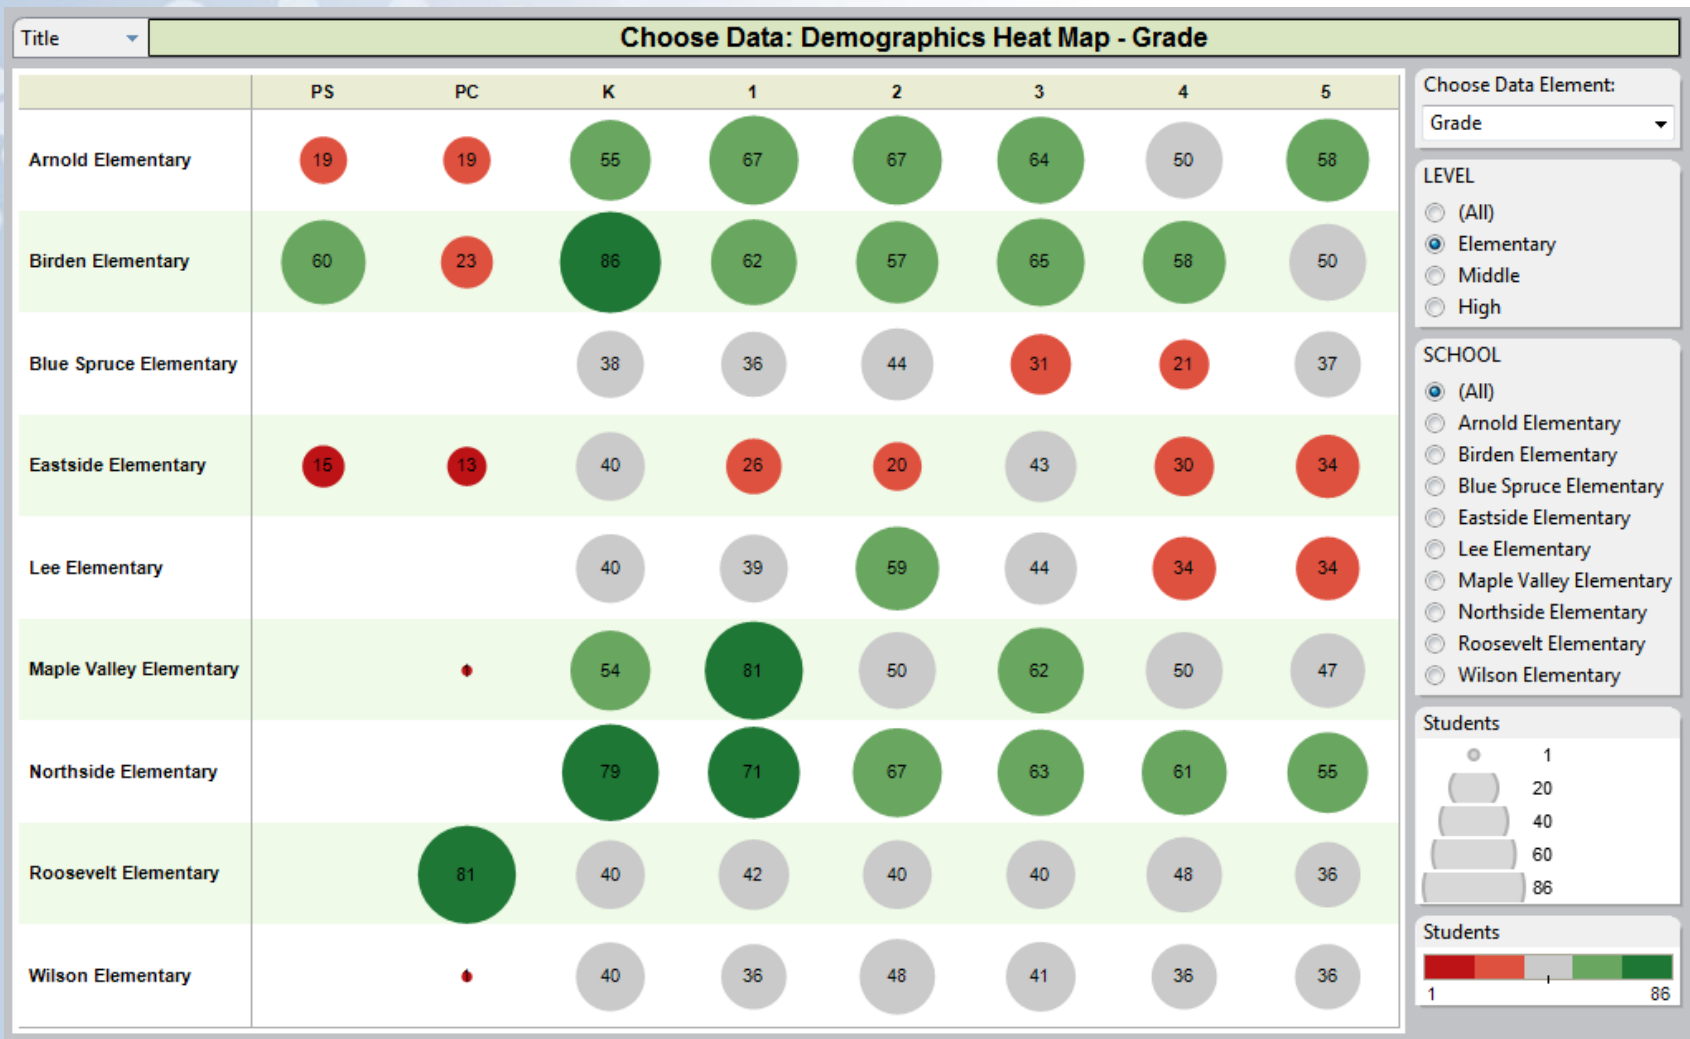 Title
Choose Data: Demographics Heat Map - Grade
PS PC K 1 2 3 4 5
Arnold Elementary 19 19 55 67 67 64 50 58
Birden Elementary 60 23 86 62 57 65 58 50
Blue Spruce Elementary 38 36 44 31 21 37
Eastside Elementary 15 13 40 26 20 43 30 34
Lee Elementary 40 39 59 44 34 34
Maple Valley Elementary 54 81 50 62 50 47
Northside Elementary 79 71 67 63 61 55
Roosevelt Elementary 81 40 42 40 40 48 36
Wilson Elementary 40 36 48 41 36 36
Choose Data Element:
Grade
LEVEL
(All)
Elementary
Middle
High
SCHOOL
(All)
Arnold Elementary
Birden Elementary
Blue Spruce Elementary
Eastside Elementary
Lee Elementary
Maple Valley Elementary
Northside Elementary
Roosevelt Elementary
Wilson Elementary
Students
1
20
40
60
86
Students
1 86